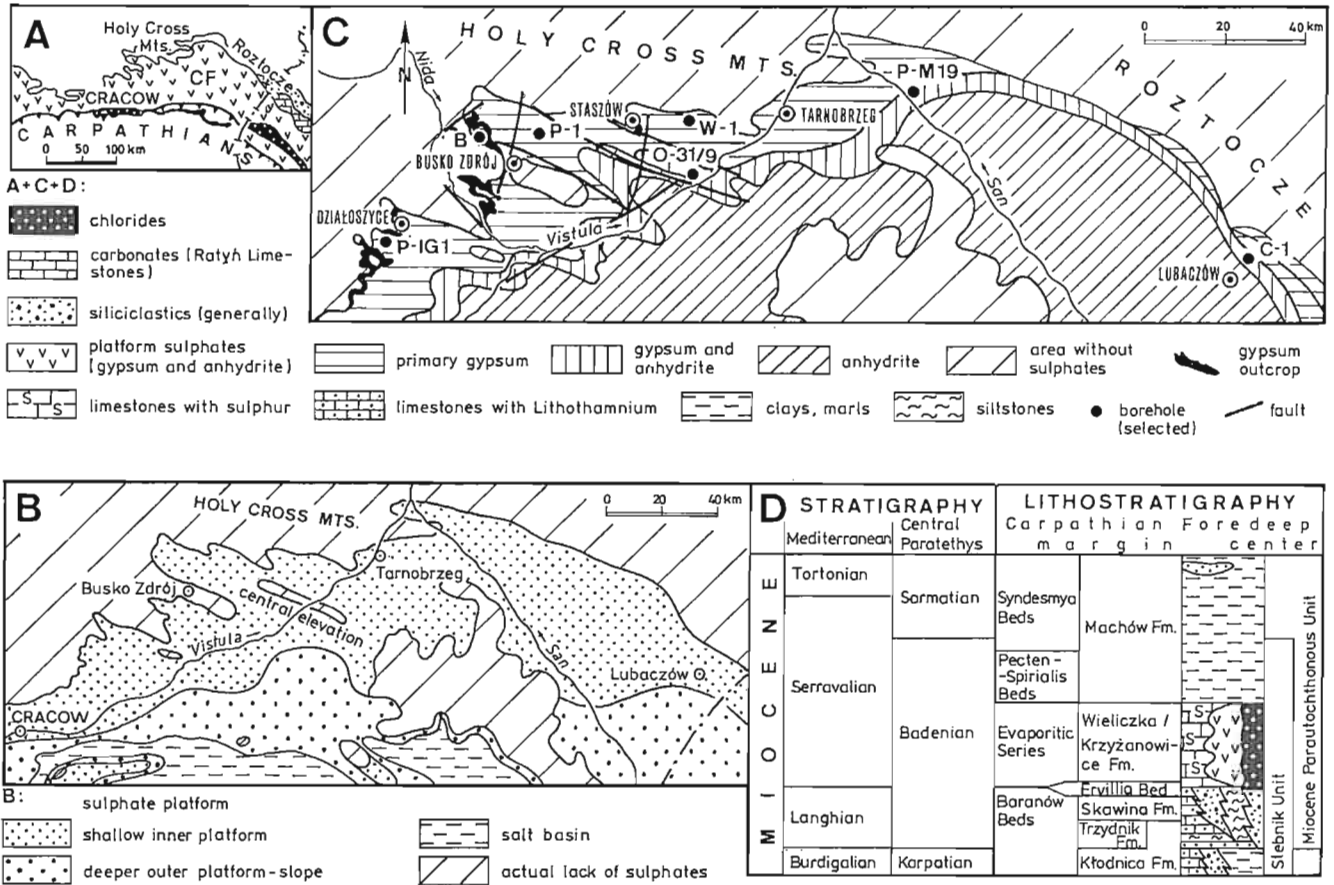 A
Holy Cross
Mts.
Roztocze
CF
CRACOW
CARPATHIANS
0 50 100 km
C
HOLY CROSS MTS.
0 20 40 km
ROZTOCZE
Nida
N
STASZÓW
P-M19
TARNOBRZEG
B
P-1
W-1
O-31/9
BUSKO ZDRÓJ
San
DZIAŁOSZYCE
P-IG1
Vistula
C-1
LUBACZÓW
A+C+D:
chlorides
carbonates (Ratyń Lime-
stones)
siliciclastics (generally)
platform sulphates
(gypsum and anhydrite)
S
S
limestones with sulphur
primary gypsum
gypsum and
anhydrite
anhydrite
area without
sulphates
gypsum
outcrop
limestones with Lithothamnium
clays, marls
siltstones
borehole
(selected)
fault
B
HOLY CROSS MTS.
0 20 40 km
Tarnobrzeg
Busko Zdrój
central
elevation
Vistula
San
Lubaczów
CRACOW
B:
sulphate platform
shallow inner platform
deeper outer platform-slope
salt basin
actual lack of sulphates
D
STRATIGRAPHY
LITHOSTRATIGRAPHY
Mediterranean
Central
Paratethys
Carpathian Foredeep
margin center
MIOCENE
Tortonian
Serravalian
Langhian
Burdigalian
Sarmatian
Badenian
Karpatian
Syndesmya
Beds
Pecten-
-Spirialis
Beds
Evaporitic
Series
Baranów
Beds
Machów Fm.
Wieliczka /
Krzyżanowi-
ce Fm.
Ervillia Bed
Skawina Fm.
Trzydnik
Fm.
Kłodnica Fm.
S
S
S
Slebnik Unit
Miocene Parautochthonous Unit